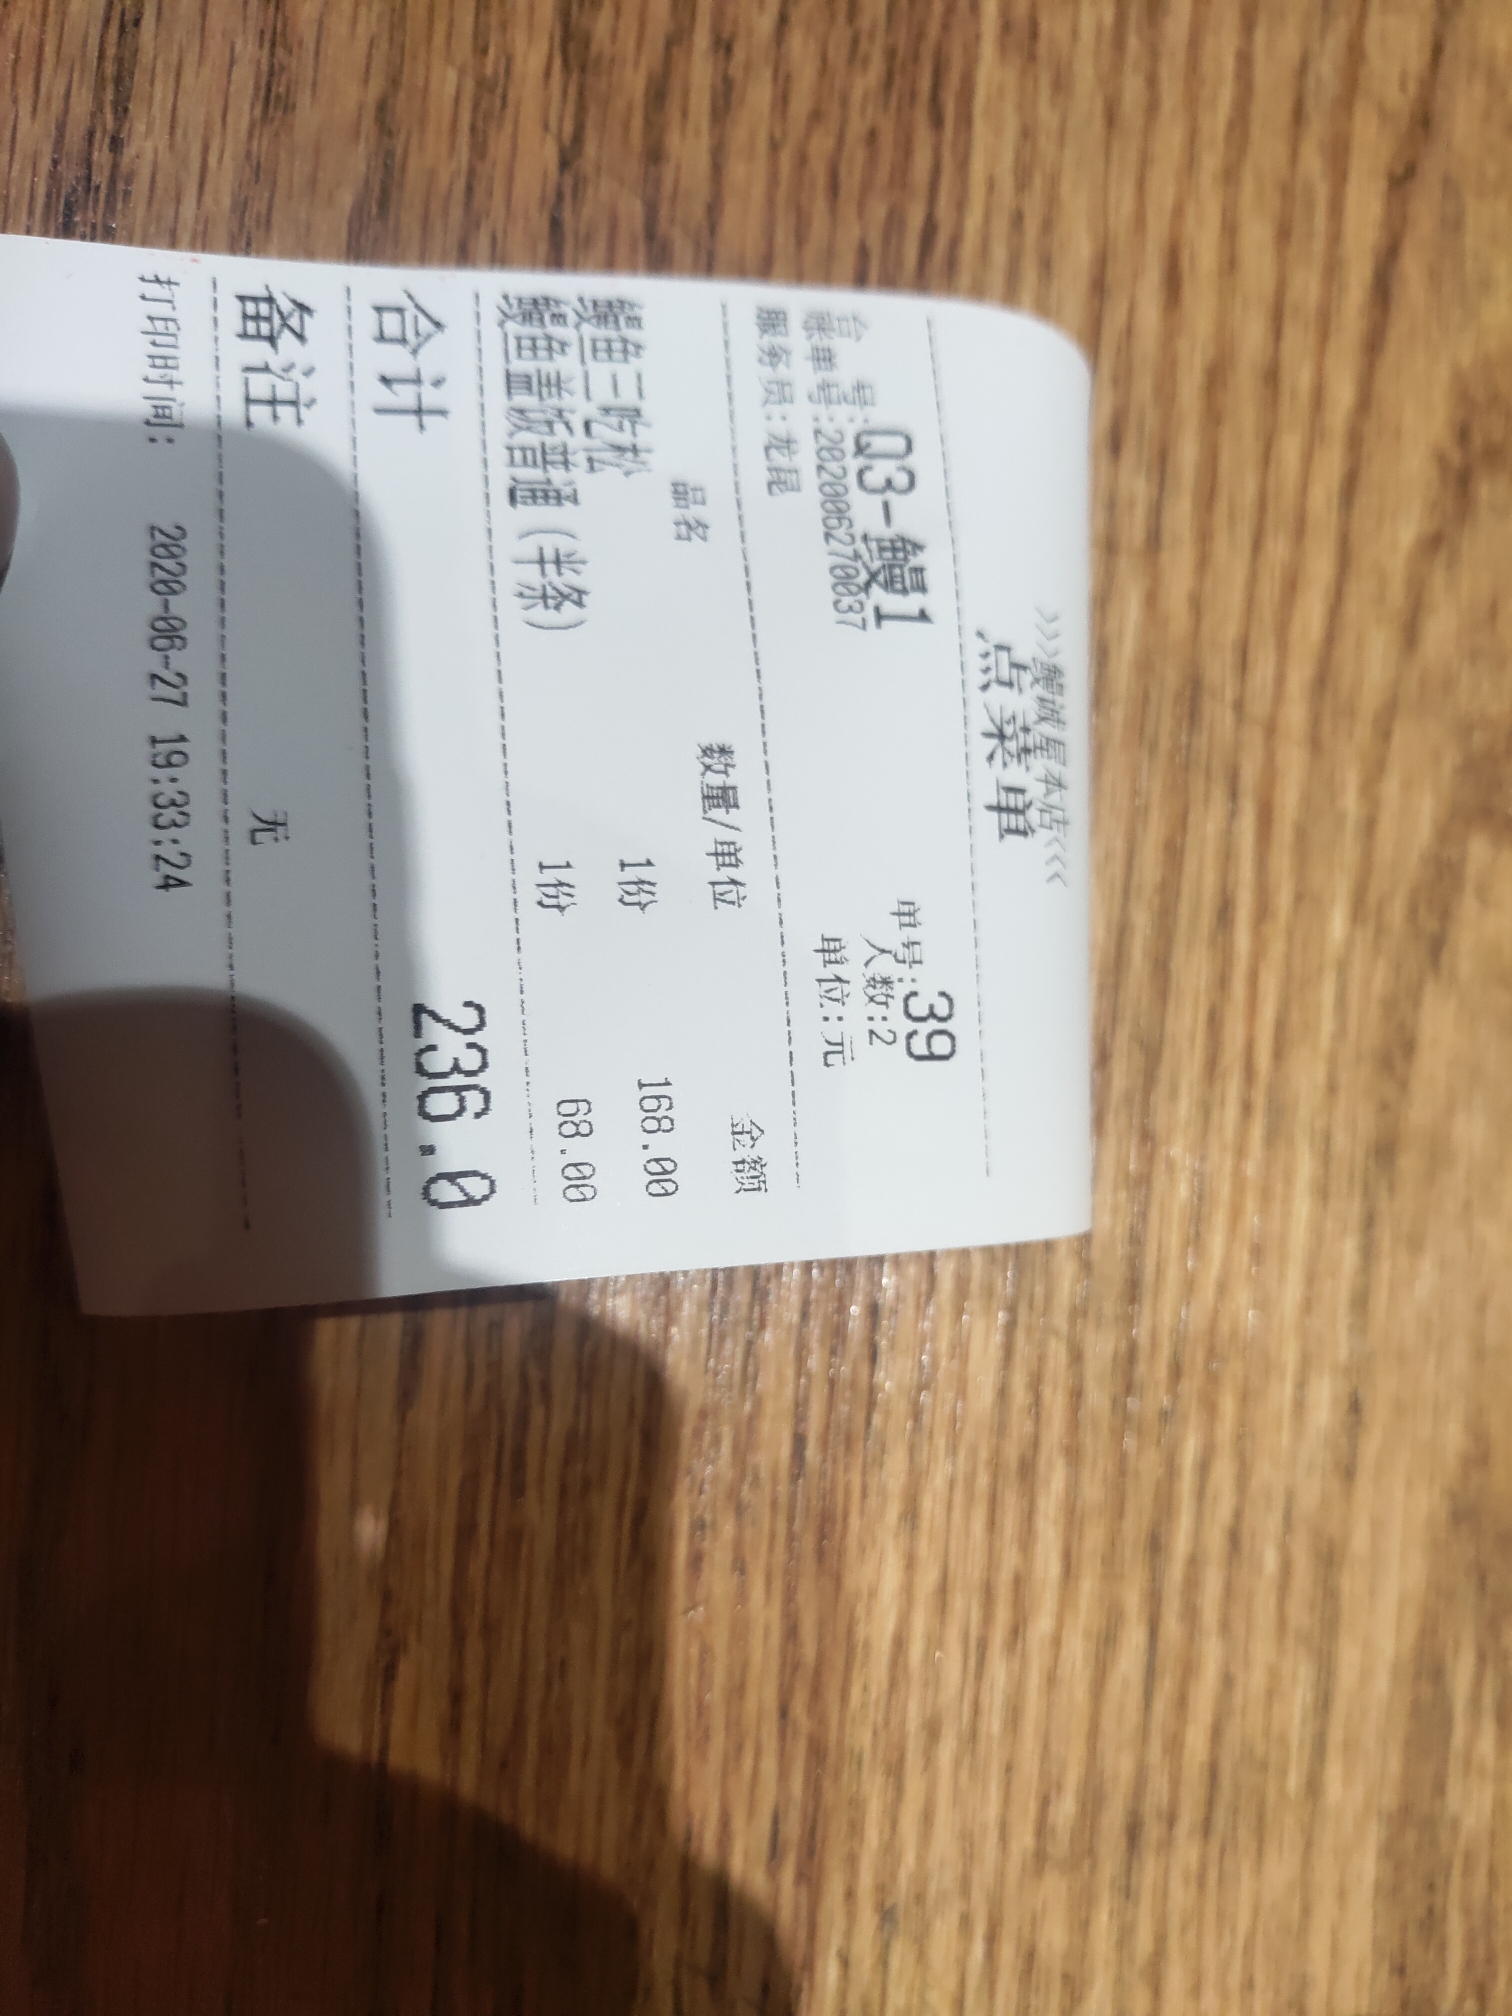 >>>鳗诚星本店<<<
点菜单
台 号:Q3-鳗1 单号:39
账单号:202006270037 人数:2
服务员:龙昆 单位:元
品名 数量/单位 金额
鳗鱼三吃松 1份 168.00
鳗鱼盖饭普通(半条) 1份 68.00
合计 236.0
备注 无
打印时间: 2020-06-27 19:33:24